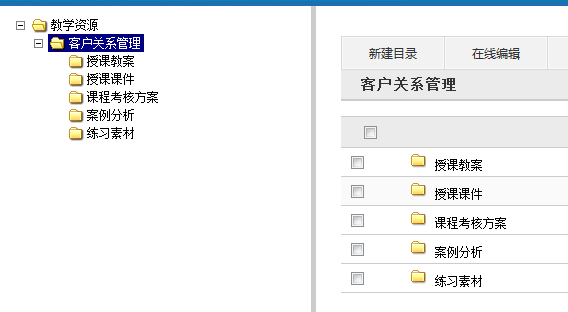 教学资源
客户关系管理
授课教案
授课课件
课程考核方案
案例分析
练习素材
新建目录
在线编辑
客户关系管理
授课教案
授课课件
课程考核方案
案例分析
练习素材